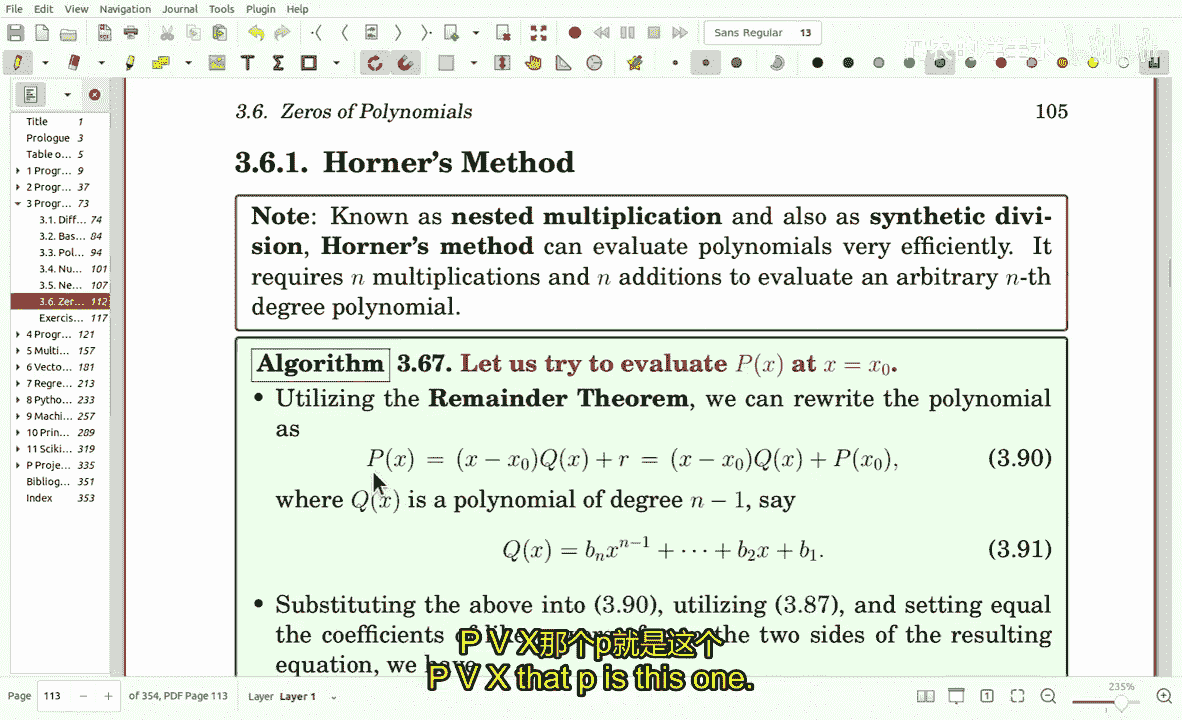 File Edit View Navigation Journal Tools Plugin Help
Sans Regular 13
Title 1
Prologue 3
Table o... 5
1 Progr... 9
2 Progr... 37
3 Progr... 73
3.1. Diff... 74
3.2. Bas... 84
3.3. Pol... 94
3.4. Nu... 101
3.5. Ne... 107
3.6. Zer... 112
Exercis... 117
4 Progr... 121
5 Multi... 157
6 Vecto... 181
7 Regre... 213
8 Pytho... 233
9 Machi... 257
10 Prin... 289
11 Sciki... 319
P Proje... 335
Bibliog... 351
Index 353
3.6. Zeros of Polynomials 105
3.6.1. Horner's Method
Note: Known as nested multiplication and also as synthetic divi-
sion, Horner's method can evaluate polynomials very efficiently. It
requires n multiplications and n additions to evaluate an arbitrary n-th
degree polynomial.
Algorithm 3.67. Let us try to evaluate P(x) at x = x₀.
• Utilizing the Remainder Theorem, we can rewrite the polynomial
as
P(x) = (x − x₀)Q(x) + r = (x − x₀)Q(x) + P(x₀), (3.90)
where Q(x) is a polynomial of degree n − 1, say
Q(x) = bₙxⁿ⁻¹ + ··· + b₂x + b₁. (3.91)
• Substituting the above into (3.90), utilizing (3.87), and setting equal
the coefficients of the two sides of the resulting
equation, we have
P V X那个p就是这个
P V X that p is this one.
Page 113 − + of 354, PDF Page 113 Layer Layer 1 235%